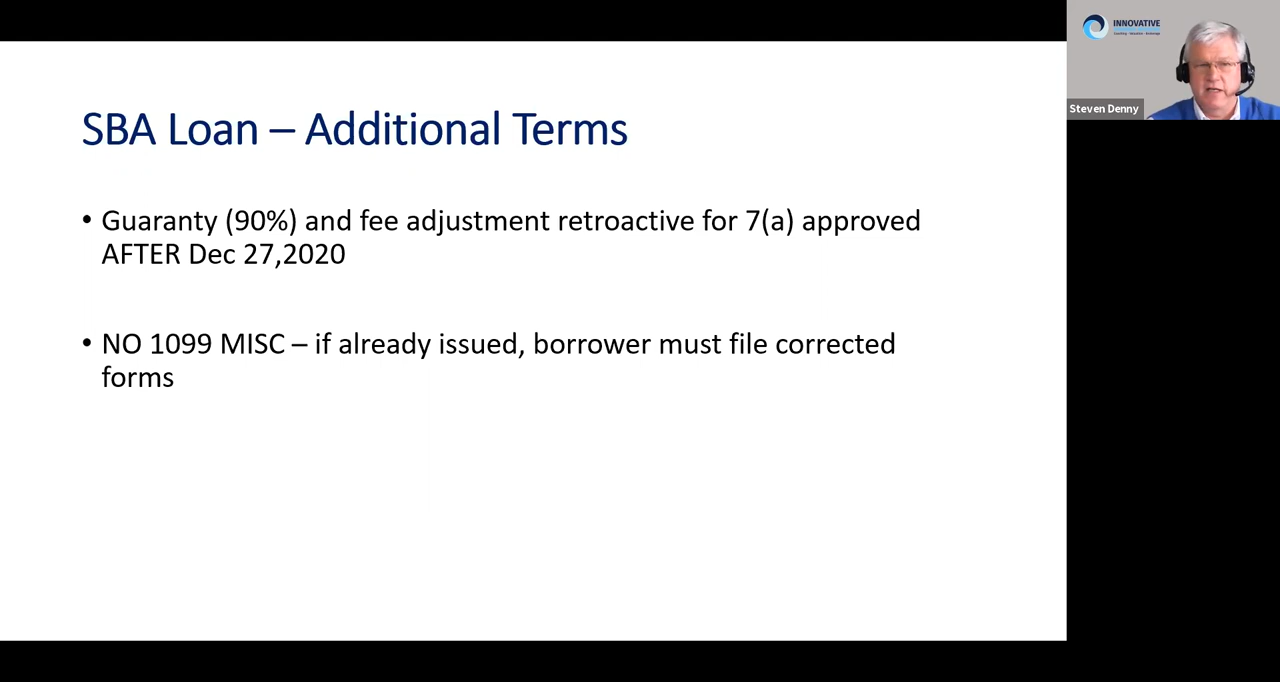 SBA Loan – Additional Terms
• Guaranty (90%) and fee adjustment retroactive for 7(a) approved
AFTER Dec 27,2020
• NO 1099 MISC – if already issued, borrower must file corrected
forms
INNOVATIVE
Steven Denny